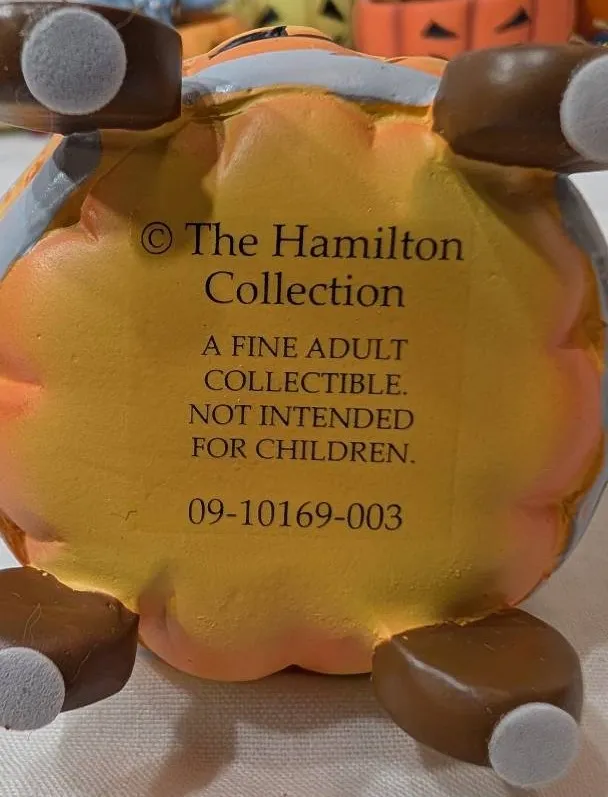 © The Hamilton
Collection
A FINE ADULT
COLLECTIBLE.
NOT INTENDED
FOR CHILDREN.
09-10169-003